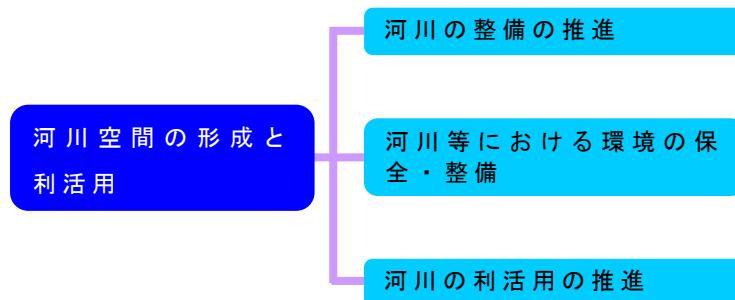 河川空間の形成と
利活用
河川の整備の推進
河川等における環境の保
全・整備
河川の利活用の推進